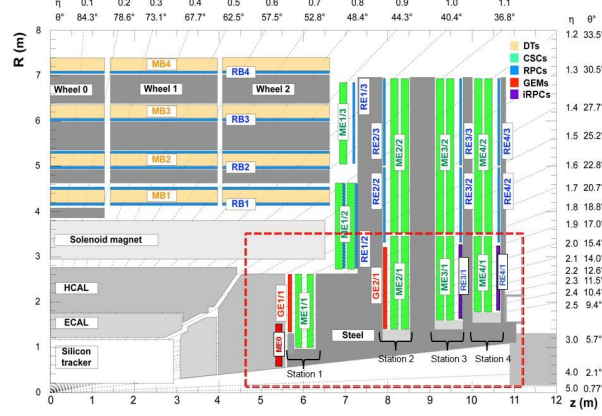 η 0.1 0.2 0.3 0.4 0.5 0.6 0.7 0.8 0.9 1.0 1.1
θ° 84.3° 78.6° 73.1° 67.7° 62.5° 57.5° 52.8° 48.4° 44.3° 40.4° 36.8° η θ°
R (m)
8
7
6
5
4
3
2
1
0
1.2 33.5°
1.3 30.5°
1.4 27.7°
1.5 25.2°
1.6 22.8°
1.7 20.7°
1.8 18.8°
1.9 17.0°
2.0 15.4°
2.1 14.0°
2.2 12.6°
2.3 11.5°
2.4 10.4°
2.5 9.4°
3.0 5.7°
4.0 2.1°
5.0 0.77°
DTs
CSCs
RPCs
GEMs
iRPCs
MB4
RB4
Wheel 0 Wheel 1 Wheel 2
MB3
RB3
MB2
RB2
MB1
RB1
Solenoid magnet
HCAL
ECAL
Silicon
tracker
Steel
ME1/3
RE1/3
ME1/2
RE1/2
RE2/3
RE2/2
ME2/2
ME3/2
RE3/3
RE3/2
ME4/2
RE4/3
RE4/2
GE1/1
ME1/1
ME0
GE2/1
ME2/1
ME3/1
RE3/1
ME4/1
RE4/1
Station 1
Station 2
Station 3
Station 4
0 1 2 3 4 5 6 7 8 9 10 11 12
z (m)